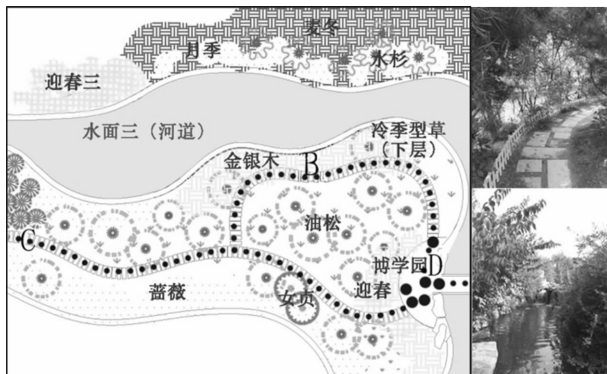 麦冬
月季
水杉
迎春三
水面三（河道）
冷季型草
（下层）
金银木
B
油松
C
博学园
D
蔷薇
女贞
迎春